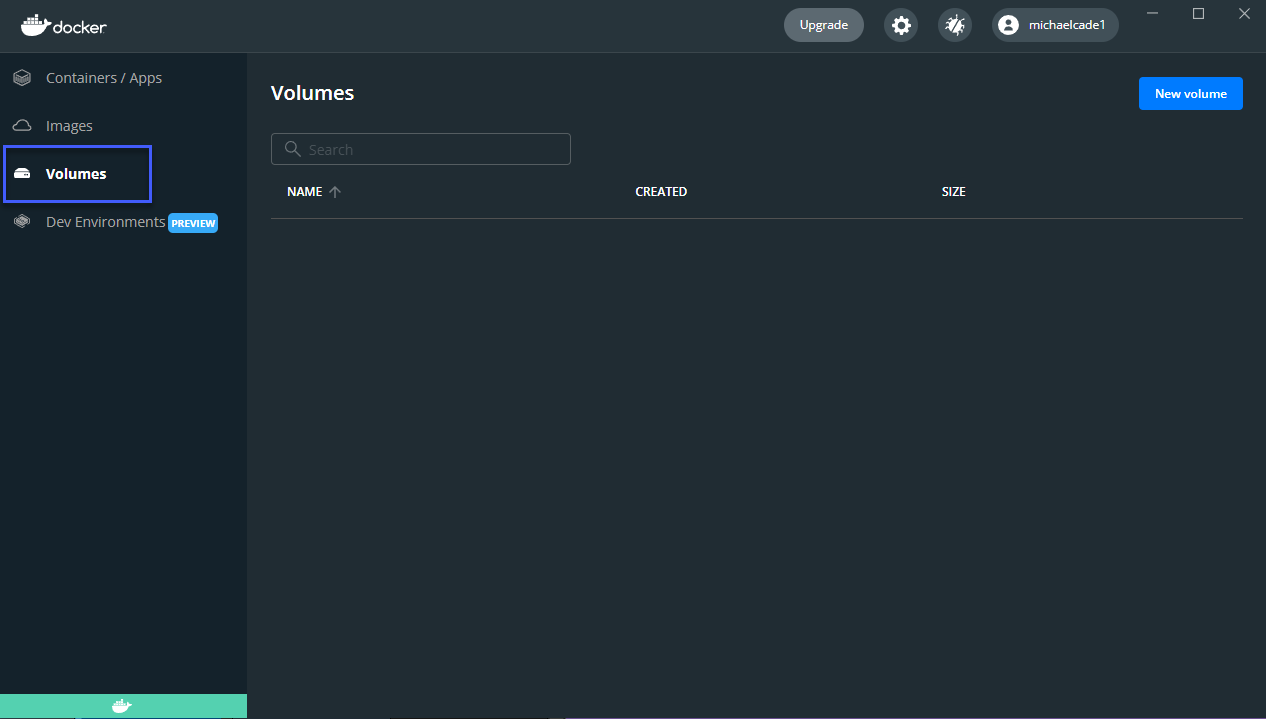 docker
Upgrade
michaelcade1
Containers / Apps
Images
Volumes
Dev Environments PREVIEW
Volumes
New volume
Search
NAME CREATED SIZE